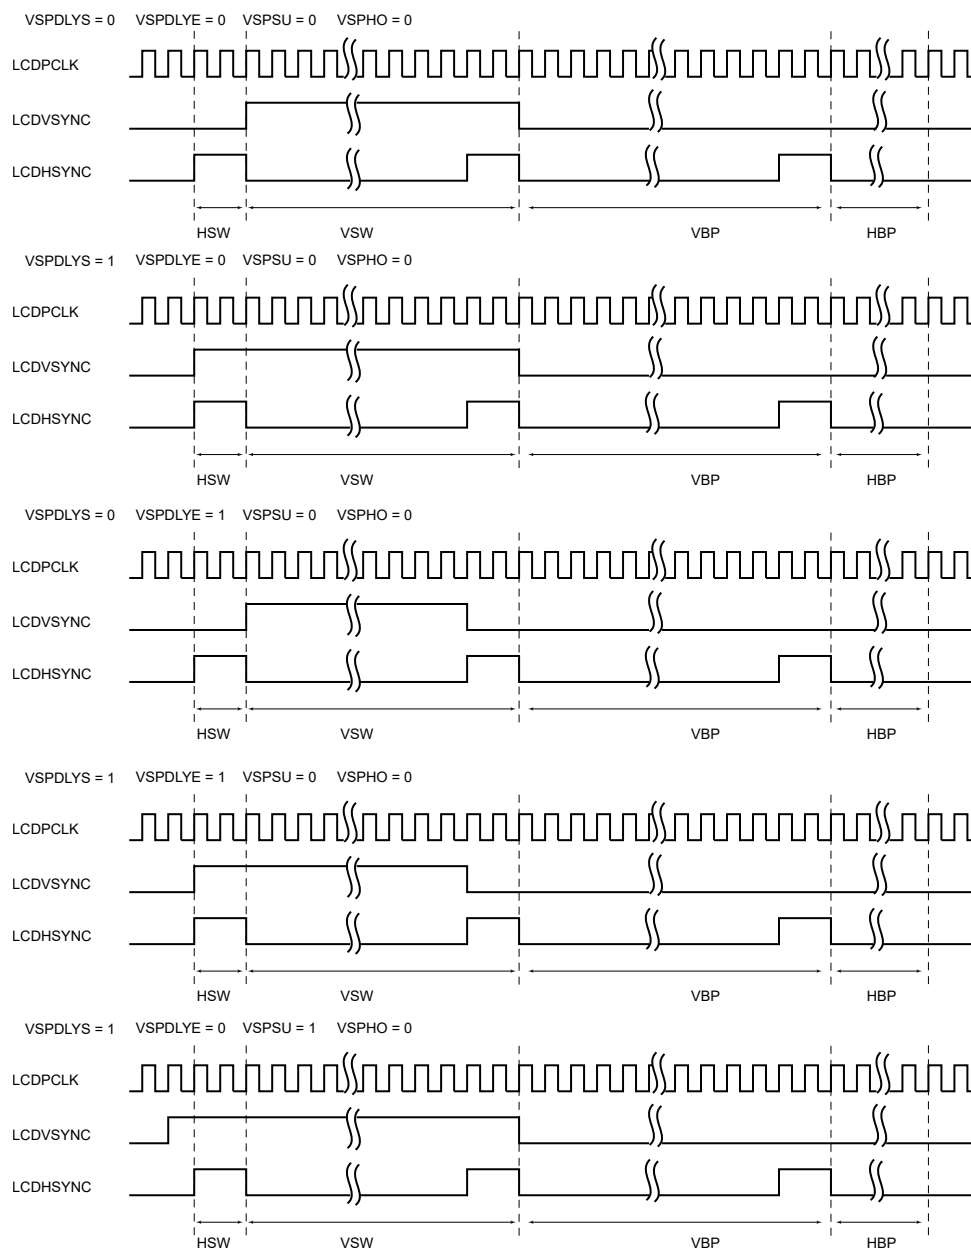 VSPDLYS = 0 VSPDLYE = 0 VSPSU = 0 VSPHO = 0
LCDPCLK
LCDVSYNC
LCDHSYNC
HSW VSW VBP HBP
VSPDLYS = 1 VSPDLYE = 0 VSPSU = 0 VSPHO = 0
LCDPCLK
LCDVSYNC
LCDHSYNC
HSW VSW VBP HBP
VSPDLYS = 0 VSPDLYE = 1 VSPSU = 0 VSPHO = 0
LCDPCLK
LCDVSYNC
LCDHSYNC
HSW VSW VBP HBP
VSPDLYS = 1 VSPDLYE = 1 VSPSU = 0 VSPHO = 0
LCDPCLK
LCDVSYNC
LCDHSYNC
HSW VSW VBP HBP
VSPDLYS = 1 VSPDLYE = 0 VSPSU = 1 VSPHO = 0
LCDPCLK
LCDVSYNC
LCDHSYNC
HSW VSW VBP HBP